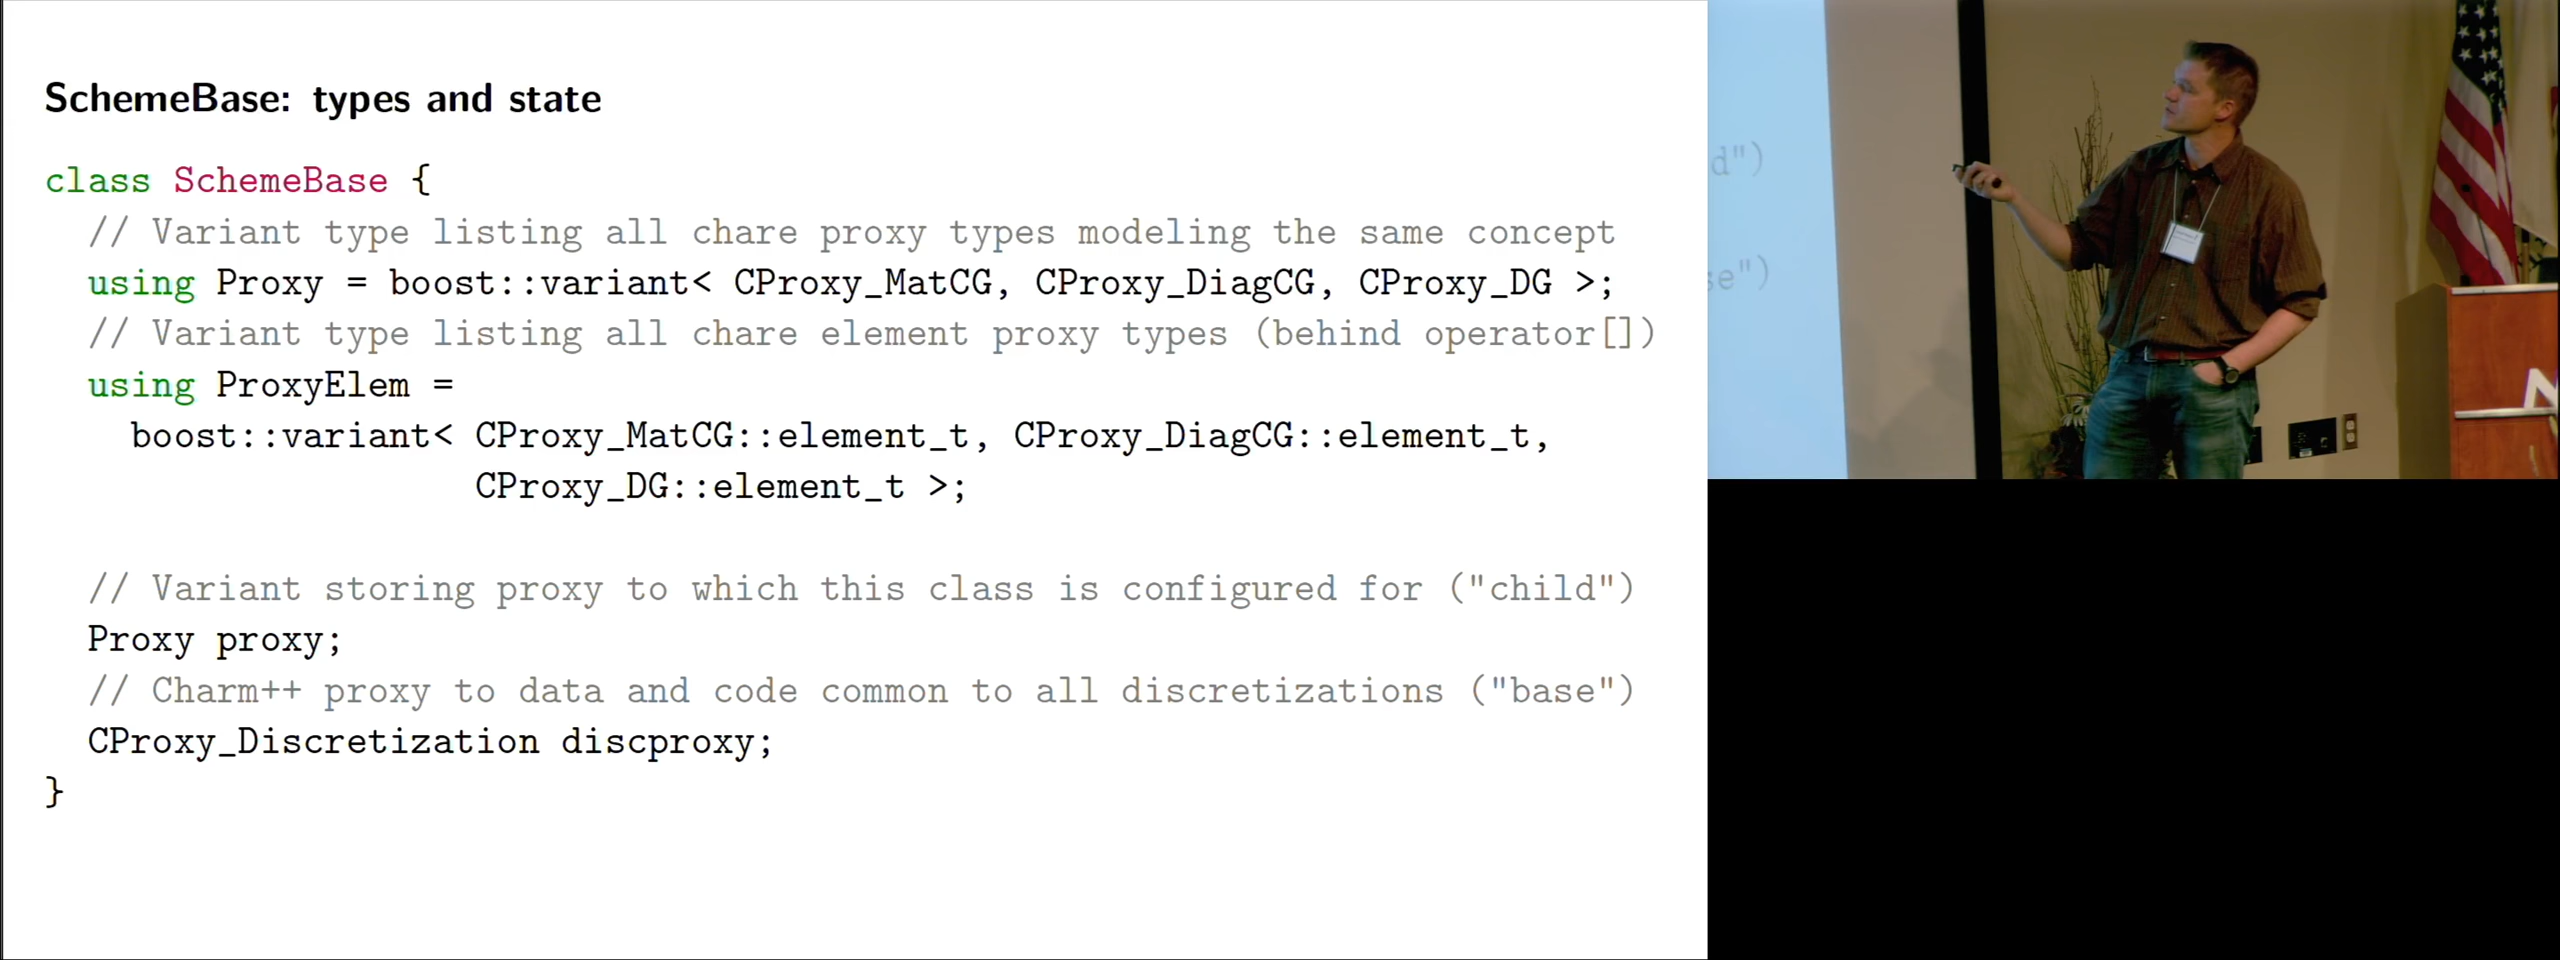 SchemeBase: types and state
class SchemeBase {
// Variant type listing all chare proxy types modeling the same concept
using Proxy = boost::variant< CProxy_MatCG, CProxy_DiagCG, CProxy_DG >;
// Variant type listing all chare element proxy types (behind operator[])
using ProxyElem =
boost::variant< CProxy_MatCG::element_t, CProxy_DiagCG::element_t,
CProxy_DG::element_t >;
// Variant storing proxy to which this class is configured for ("child")
Proxy proxy;
// Charm++ proxy to data and code common to all discretizations ("base")
CProxy_Discretization discproxy;
}
d")
se")
N